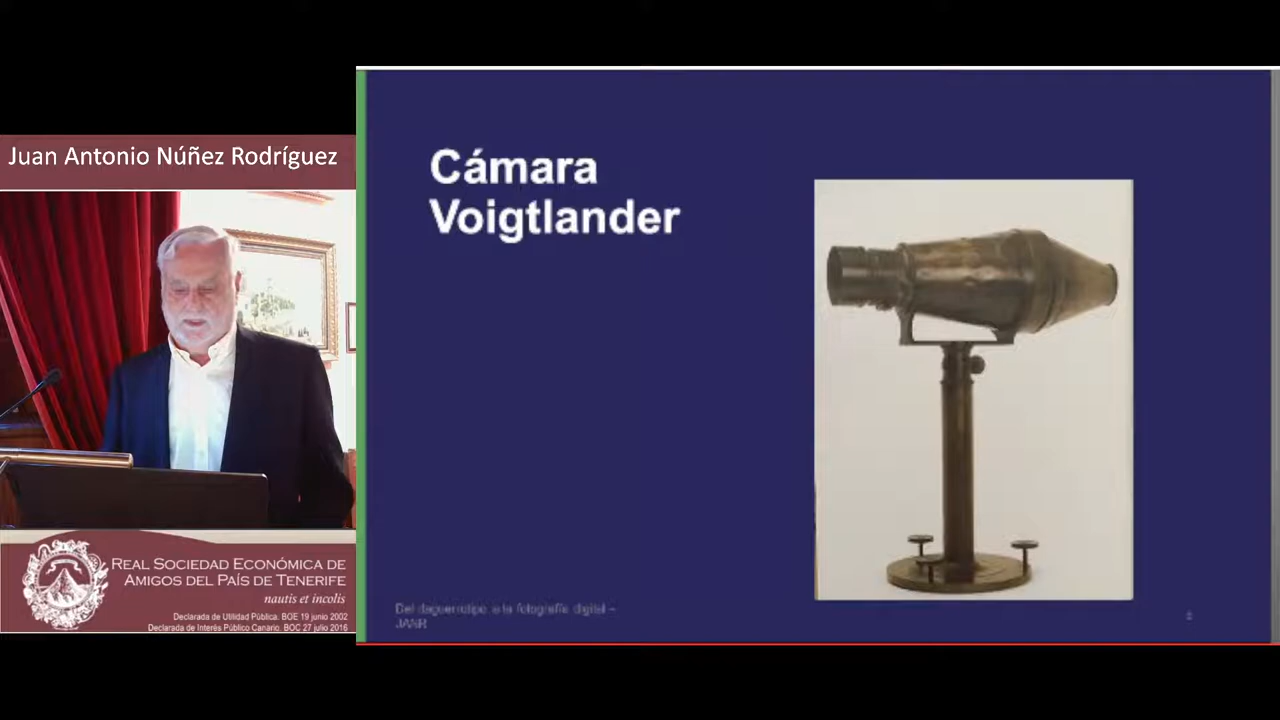 Juan Antonio Núñez Rodríguez
Cámara
Voigtlander
REAL SOCIEDAD ECONÓMICA DE
AMIGOS DEL PAÍS DE TENERIFE
nautis et incolis
Declarada de Utilidad Pública. BOE 19 junio 2002
Declarada de Interés Público Canario. BOC 27 julio 2016
Del daguerrotipo a la fotografía digital –
JANR